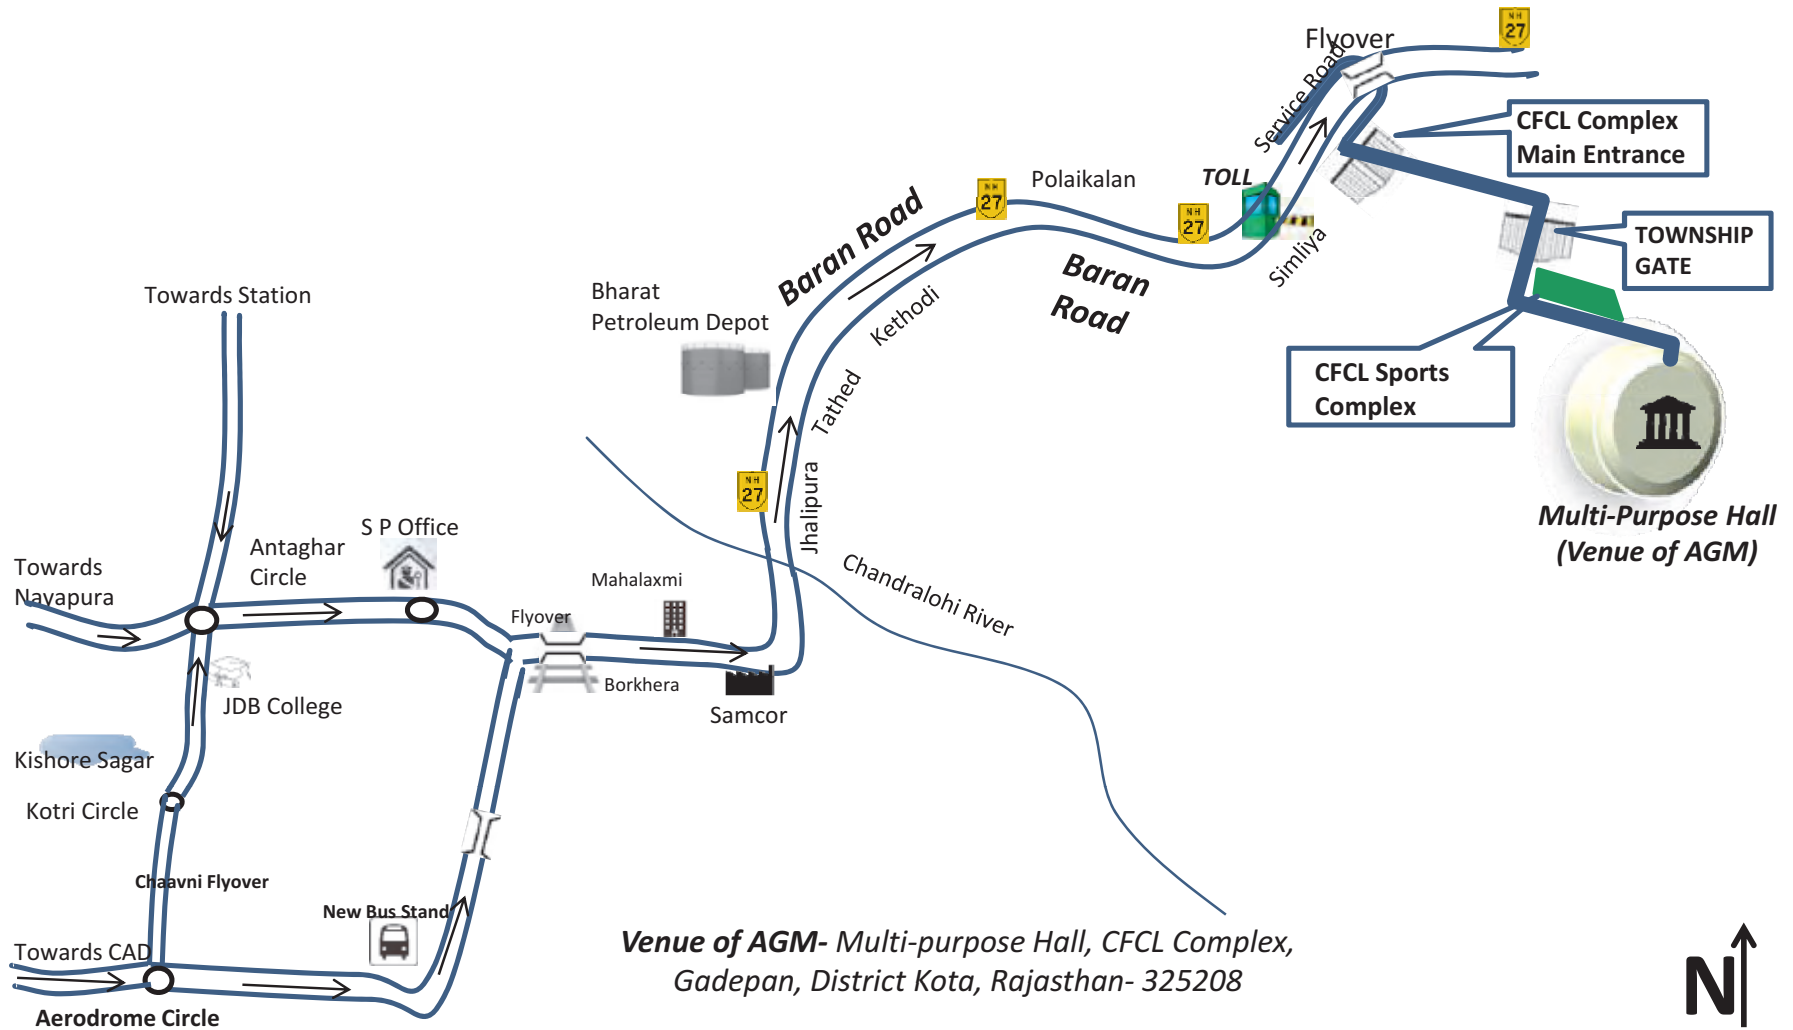 Flyover
NH
27
Service Road
CFCL Complex
Main Entrance
Polaikalan
TOLL
NH
27
NH
27
Baran Road
Simliya
TOWNSHIP
GATE
Baran
Road
Towards Station
Bharat
Petroleum Depot
Kethodi
CFCL Sports
Complex
Tathed
NH
27
Jhalipura
Multi-Purpose Hall
(Venue of AGM)
S P Office
Antaghar
Circle
Towards
Nayapura
Mahalaxmi
Chandralohi River
Flyover
Borkhera
JDB College
Samcor
Kishore Sagar
Kotri Circle
Chaavni Flyover
New Bus Stand
Towards CAD
Venue of AGM- Multi-purpose Hall, CFCL Complex,
Gadepan, District Kota, Rajasthan- 325208
Aerodrome Circle
N